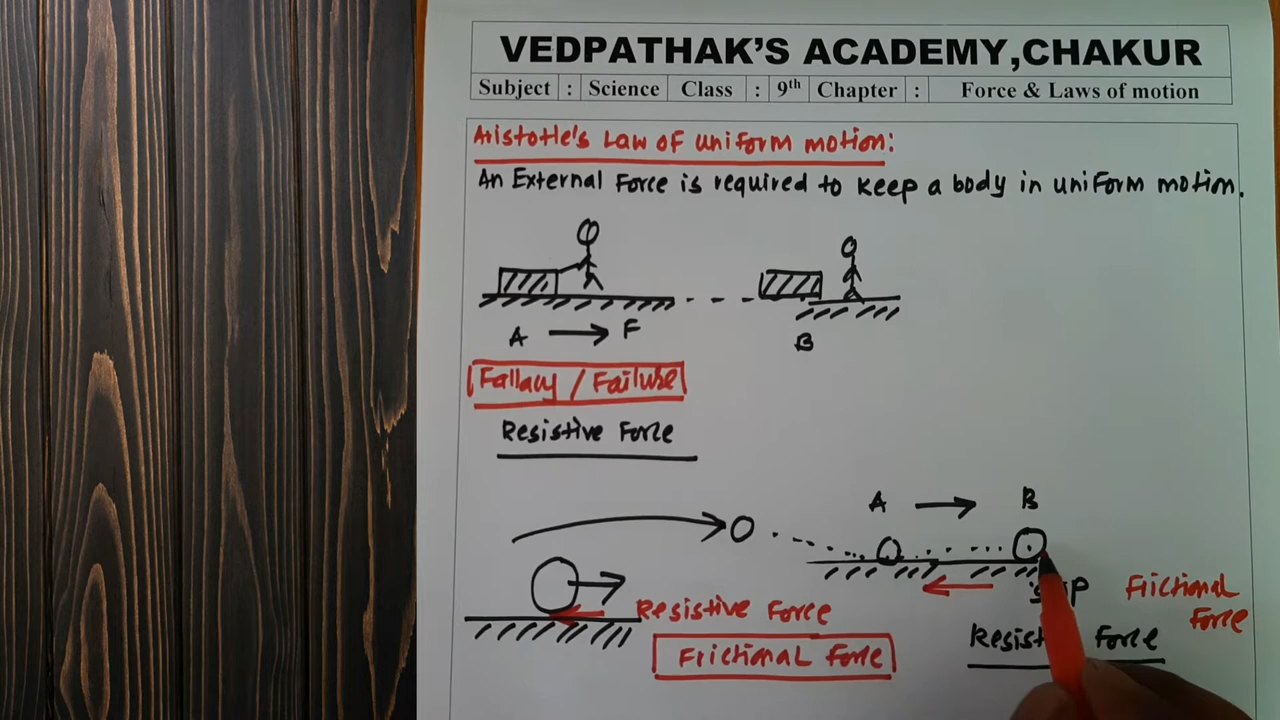 VEDPATHAK'S ACADEMY,CHAKUR
Subject : Science Class : 9th Chapter : Force & Laws of motion
Aristotle's Law of uniform motion:
An External Force is required to keep a body in uniform motion.
A F
B
Fallacy / Failure
Resistive Force
A B
Resistive Force
Frictional Force
Frictional
Force
Force